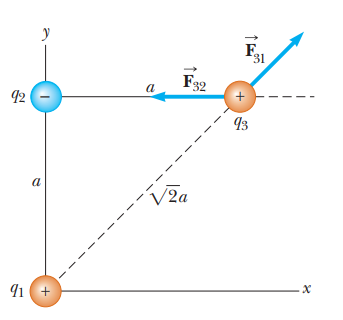 y
F⃗31
q2
−
a
F⃗32
+
q3
a
√2a
q1
+
x